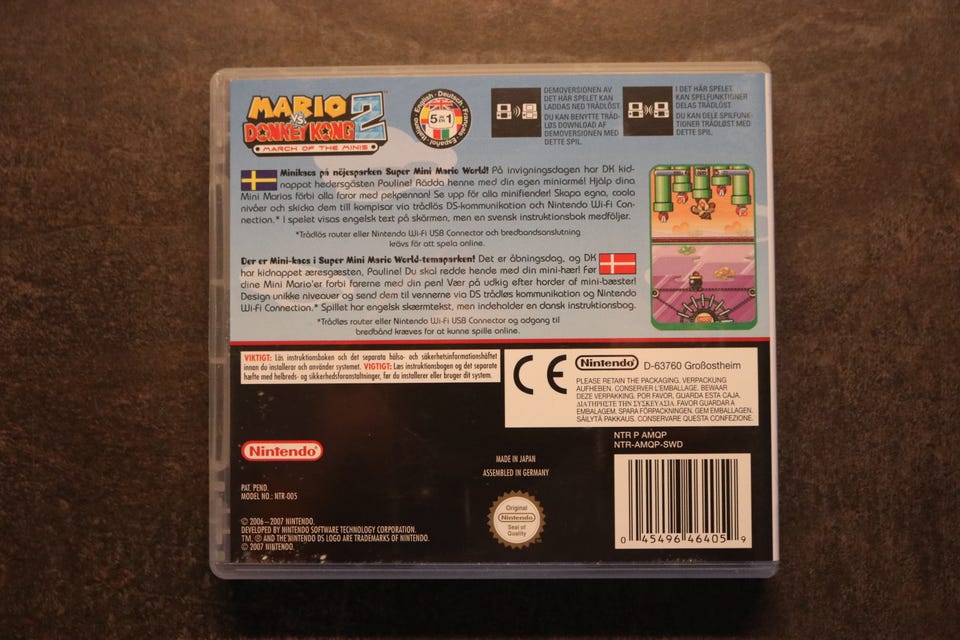 MARIO
VS.
DONKEY KONG 2
MARCH OF THE MINIS
English · Deutsch · Français · Español · Italiano
5 IN 1
DEMOVERSIONEN AV
DET HÄR SPELET KAN
LADDAS NED TRÅDLÖST.
DU KAN BENYTTE TRÅD-
LØS DOWNLOAD AF
DEMOVERSIONEN MED
DETTE SPIL.
I DET HÄR SPELET
KAN SPELFUNKTIONER
DELAS TRÅDLÖST.
DU KAN DELE SPILFUNK-
TIONER TRÅDLØST MED
DETTE SPIL.
Minikaos på nöjesparken Super Mini Mario World! På invigningsdagen har DK kid-
nappat hedersgästen Pauline! Rädda henne med din egen miniarmé! Hjälp dina
Mini Marios förbi alla faror med pekpennan! Se upp för alla minifiender! Skapa egna, coola
nivåer och skicka dem till kompisar via trådlös DS-kommunikation och Nintendo Wi-Fi Con-
nection.* I spelet visas engelsk text på skärmen, men en svensk instruktionsbok medföljer.
*Trådlös router eller Nintendo Wi-Fi USB Connector och bredbandsanslutning
krävs för att spela online.
Der er Mini-kaos i Super Mini Mario World-temaparken! Det er åbningsdag, og DK
har kidnappet æresgæsten, Pauline! Du skal redde hende med din mini-hær! Før
dine Mini Mario'er forbi farerne med din pen! Vær på udkig efter horder af mini-bæster!
Design unikke niveauer og send dem til vennerne via DS trådløs kommunikation og Nintendo
Wi-Fi Connection.* Spillet har engelsk skærmtekst, men indeholder en dansk instruktionsbog.
*Trådløs router eller Nintendo Wi-Fi USB Connector og adgang til
bredbånd kræves for at kunne spille online.
VIKTIGT: Läs instruktionsboken och det separata hälso- och säkerhetsinformationshäftet
innan du installerar och använder systemet. VIGTIGT: Læs instruktionsbogen og det separate
hæfte med helbreds- og sikkerhedsforanstaltninger, før du installerer eller bruger dit system.
CE
Nintendo D-63760 Großostheim
PLEASE RETAIN THE PACKAGING. VERPACKUNG
AUFHEBEN. CONSERVER L'EMBALLAGE. BEWAAR
DEZE VERPAKKING. POR FAVOR, GUARDA ESTA CAJA.
ΔΙΑΤΗΡΗΣΤΕ ΤΗΝ ΣΥΣΚΕΥΑΣΙΑ. FAVOR GUARDAR A
EMBALAGEM. SPARA FÖRPACKNINGEN. GEM EMBALLAGEN.
SÄILYTÄ PAKKAUS. CONSERVARE QUESTA CONFEZIONE.
NTR P AMQP
NTR-AMQP-SWD
Nintendo
MADE IN JAPAN
ASSEMBLED IN GERMANY
PAT. PEND.
MODEL NO.: NTR-005
Original
Nintendo
Seal of
Quality
© 2006–2007 NINTENDO.
DEVELOPED BY NINTENDO SOFTWARE TECHNOLOGY CORPORATION.
TM, ® AND THE NINTENDO DS LOGO ARE TRADEMARKS OF NINTENDO.
© 2007 NINTENDO.
0 45496 46405 9